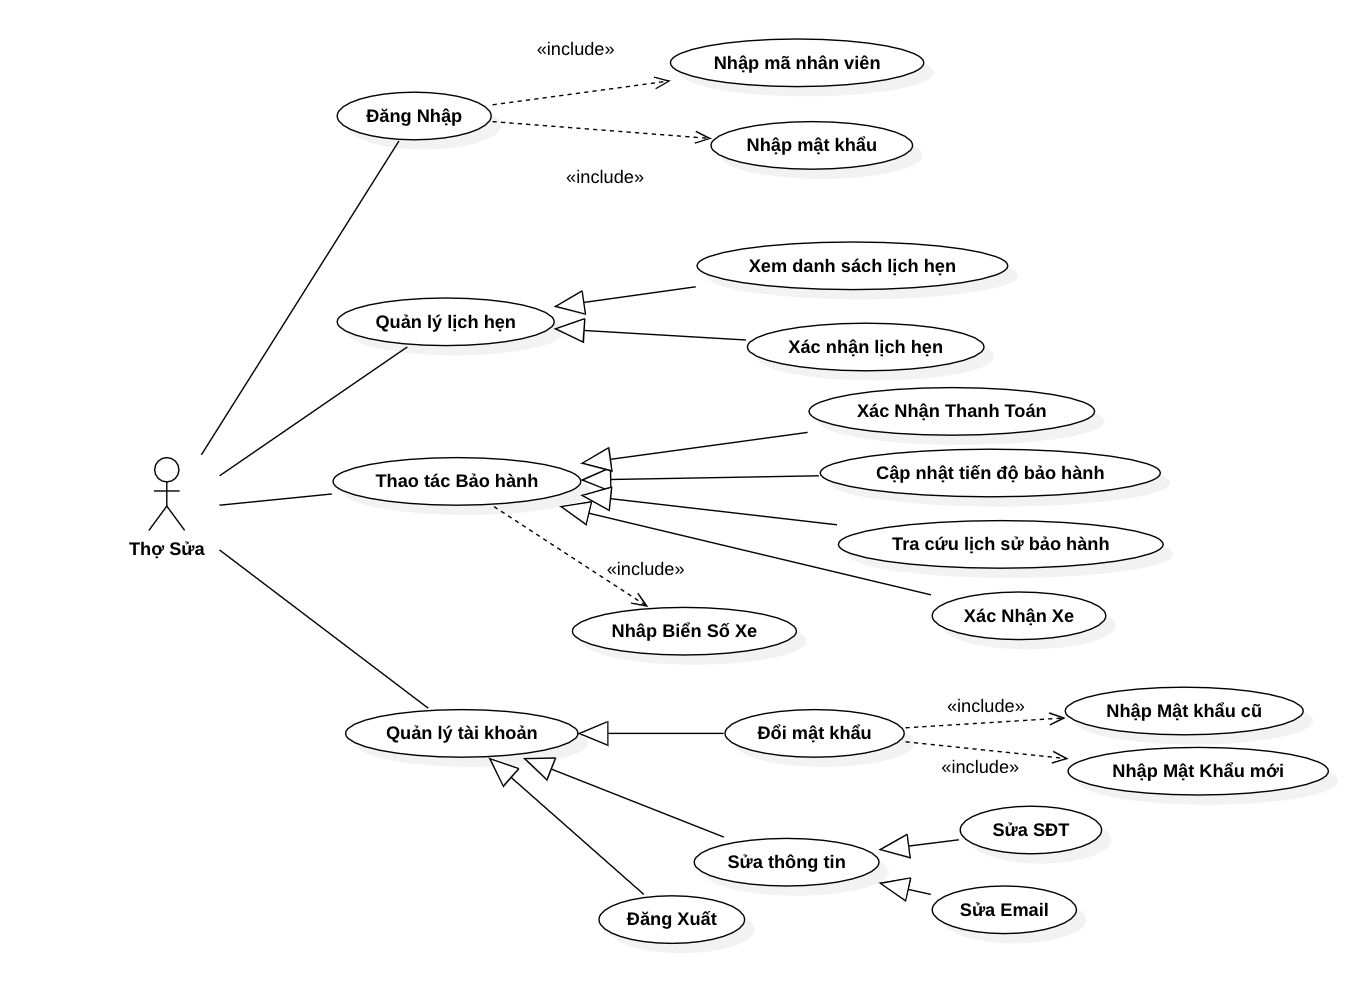 «include»
Nhập mã nhân viên
Đăng Nhập
Nhập mật khẩu
«include»
Xem danh sách lịch hẹn
Quản lý lịch hẹn
Xác nhận lịch hẹn
Xác Nhận Thanh Toán
Thao tác Bảo hành
Cập nhật tiến độ bảo hành
Thợ Sửa
Tra cứu lịch sử bảo hành
«include»
Xác Nhận Xe
Nhâp Biển Số Xe
«include»
Nhập Mật khẩu cũ
Quản lý tài khoản
Đổi mật khẩu
«include»
Nhập Mật Khẩu mới
Sửa SĐT
Sửa thông tin
Sửa Email
Đăng Xuất